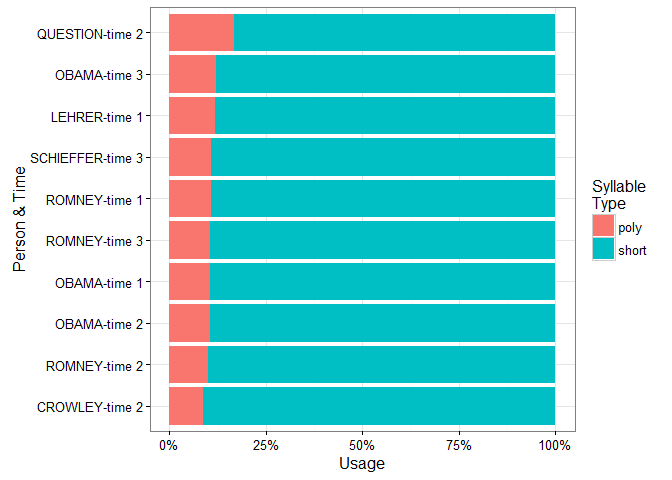 QUESTION-time 2
OBAMA-time 3
LEHRER-time 1
SCHIEFFER-time 3
ROMNEY-time 1
ROMNEY-time 3
OBAMA-time 1
OBAMA-time 2
ROMNEY-time 2
CROWLEY-time 2
Person & Time
0% 25% 50% 75% 100%
Usage
Syllable
Type
poly
short